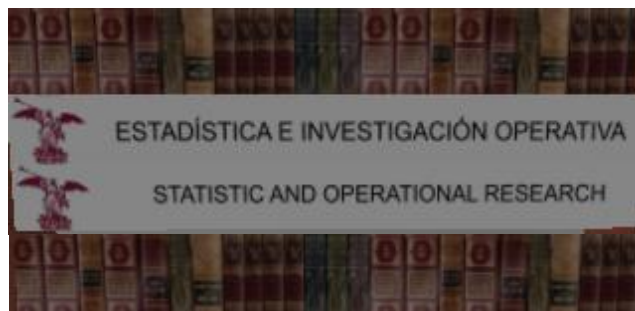 ESTADÍSTICA E INVESTIGACIÓN OPERATIVA
STATISTIC AND OPERATIONAL RESEARCH